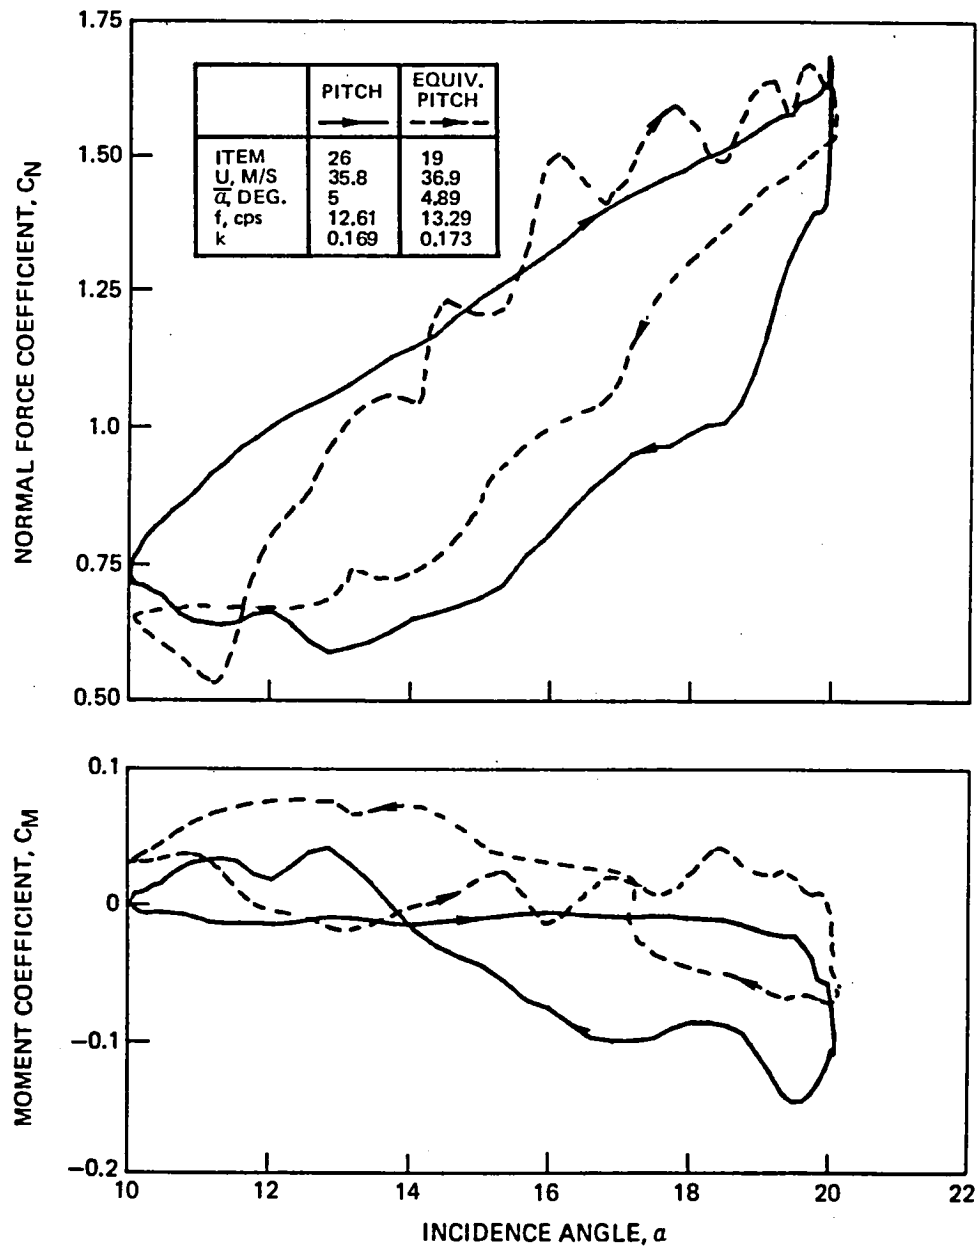 1.75
1.50
1.25
1.0
0.75
0.50
NORMAL FORCE COEFFICIENT, CN
PITCH EQUIV. PITCH
ITEM 26 19
U, M/S 35.8 36.9
ᾱ, DEG. 5 4.89
f, cps 12.61 13.29
k 0.169 0.173
0.1
0
−0.1
−0.2
MOMENT COEFFICIENT, CM
10 12 14 16 18 20 22
INCIDENCE ANGLE, α